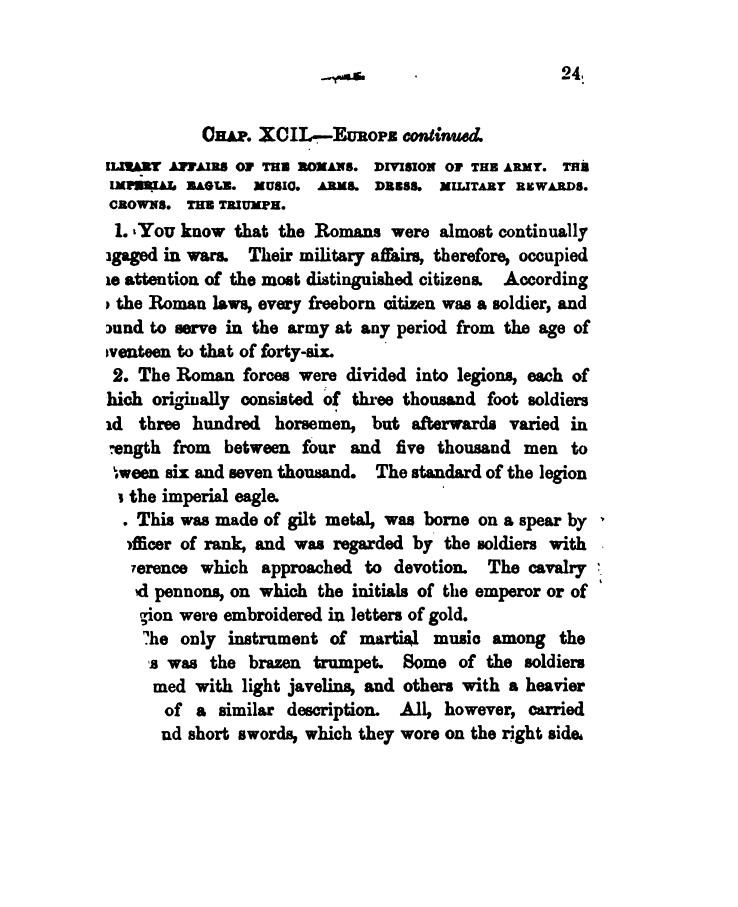 24
CHAP. XCII.—EUROPE continued.
ILITARY AFFAIRS OF THE ROMANS. DIVISION OF THE ARMY. THE
IMPERIAL EAGLE. MUSIC. ARMS. DRESS. MILITARY REWARDS.
CROWNS. THE TRIUMPH.
1. You know that the Romans were almost continually
gaged in wars. Their military affairs, therefore, occupied
e attention of the most distinguished citizens. According
the Roman laws, every freeborn citizen was a soldier, and
ound to serve in the army at any period from the age of
venteen to that of forty-six.
2. The Roman forces were divided into legions, each of
hich originally consisted of three thousand foot soldiers
d three hundred horsemen, but afterwards varied in
rength from between four and five thousand men to
tween six and seven thousand. The standard of the legion
s the imperial eagle.
. This was made of gilt metal, was borne on a spear by
officer of rank, and was regarded by the soldiers with
verence which approached to devotion. The cavalry
d pennons, on which the initials of the emperor or of
gion were embroidered in letters of gold.
The only instrument of martial music among the
s was the brazen trumpet. Some of the soldiers
med with light javelins, and others with a heavier
of a similar description. All, however, carried
nd short swords, which they wore on the right side.